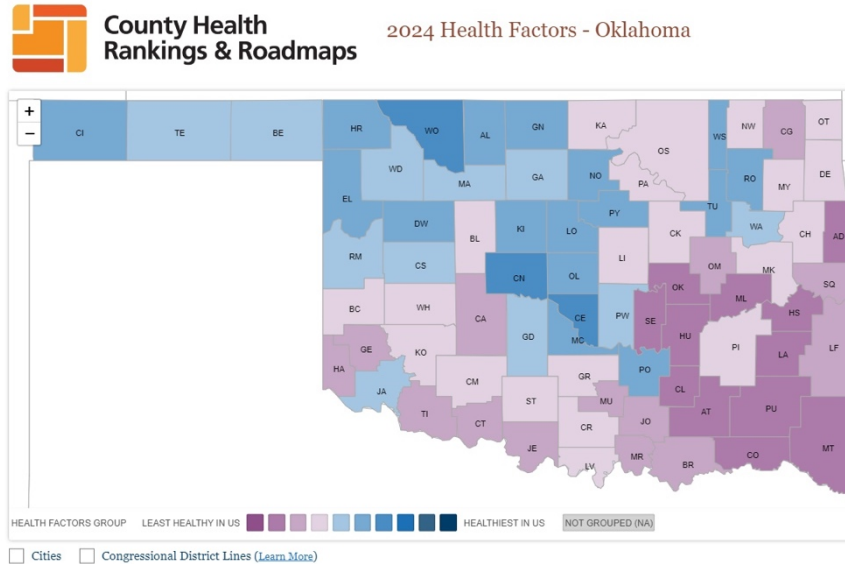 County Health
Rankings & Roadmaps
2024 Health Factors - Oklahoma
+
−
CI TE BE HR WO AL GN KA OS WS NW CG OT
WD MA GA NO PA RO MY DE
EL DW BL KI LO PY CK TU WA CH AD
RM CS CN OL LI OM MK SQ
BC WH CA GD CE MC PW SE OK ML HS
GE KO HU PI LA LF
HA JA CM GR PO CL
TI CT ST MU JO AT PU
JE CR MR BR CO MT
LV
HEALTH FACTORS GROUP LEAST HEALTHY IN US HEALTHIEST IN US NOT GROUPED (NA)
Cities Congressional District Lines (Learn More)